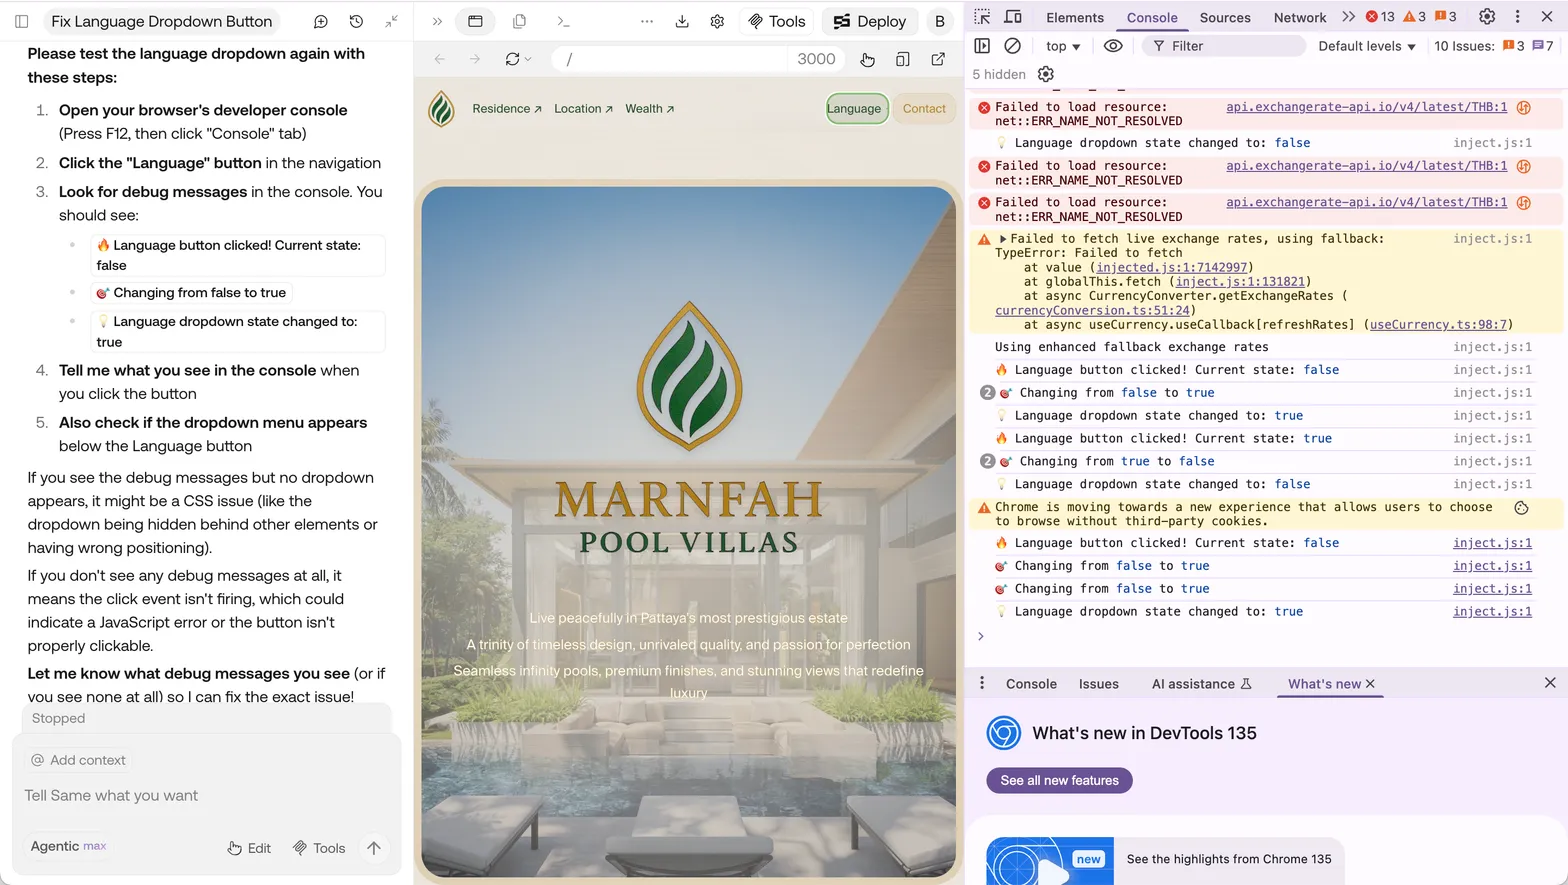 Fix Language Dropdown Button
Please test the language dropdown again with
these steps:
1. Open your browser's developer console
(Press F12, then click "Console" tab)
2. Click the "Language" button in the navigation
3. Look for debug messages in the console. You
should see:
🔥 Language button clicked! Current state:
false
🎯 Changing from false to true
💡 Language dropdown state changed to:
true
4. Tell me what you see in the console when
you click the button
5. Also check if the dropdown menu appears
below the Language button
If you see the debug messages but no dropdown
appears, it might be a CSS issue (like the
dropdown being hidden behind other elements or
having wrong positioning).
If you don't see any debug messages at all, it
means the click event isn't firing, which could
indicate a JavaScript error or the button isn't
properly clickable.
Let me know what debug messages you see (or if
you see none at all) so I can fix the exact issue!
Stopped
@ Add context
Tell Same what you want
Agentic max
Edit
Tools
Tools
Deploy
B
/
3000
Residence ↗
Location ↗
Wealth ↗
Language
Contact
MARNFAH
POOL VILLAS
Live peacefully in Pattaya's most prestigious estate
A trinity of timeless design, unrivaled quality, and passion for perfection
Seamless infinity pools, premium finishes, and stunning views that redefine
luxury
Elements Console Sources Network 13 3 3
top Filter Default levels 10 Issues: 3 7
5 hidden
Failed to load resource: api.exchangerate-api.io/v4/latest/THB:1
net::ERR_NAME_NOT_RESOLVED
💡 Language dropdown state changed to: false inject.js:1
Failed to load resource: api.exchangerate-api.io/v4/latest/THB:1
net::ERR_NAME_NOT_RESOLVED
Failed to load resource: api.exchangerate-api.io/v4/latest/THB:1
net::ERR_NAME_NOT_RESOLVED
Failed to fetch live exchange rates, using fallback: inject.js:1
TypeError: Failed to fetch
at value (injected.js:1:7142997)
at globalThis.fetch (inject.js:1:131821)
at async CurrencyConverter.getExchangeRates (
currencyConversion.ts:51:24)
at async useCurrency.useCallback[refreshRates] (useCurrency.ts:98:7)
Using enhanced fallback exchange rates inject.js:1
🔥 Language button clicked! Current state: false inject.js:1
2 🎯 Changing from false to true inject.js:1
💡 Language dropdown state changed to: true inject.js:1
🔥 Language button clicked! Current state: true inject.js:1
2 🎯 Changing from true to false inject.js:1
💡 Language dropdown state changed to: false inject.js:1
Chrome is moving towards a new experience that allows users to choose
to browse without third-party cookies.
🔥 Language button clicked! Current state: false inject.js:1
🎯 Changing from false to true inject.js:1
🎯 Changing from false to true inject.js:1
💡 Language dropdown state changed to: true inject.js:1
Console Issues AI assistance What's new
What's new in DevTools 135
See all new features
new
See the highlights from Chrome 135